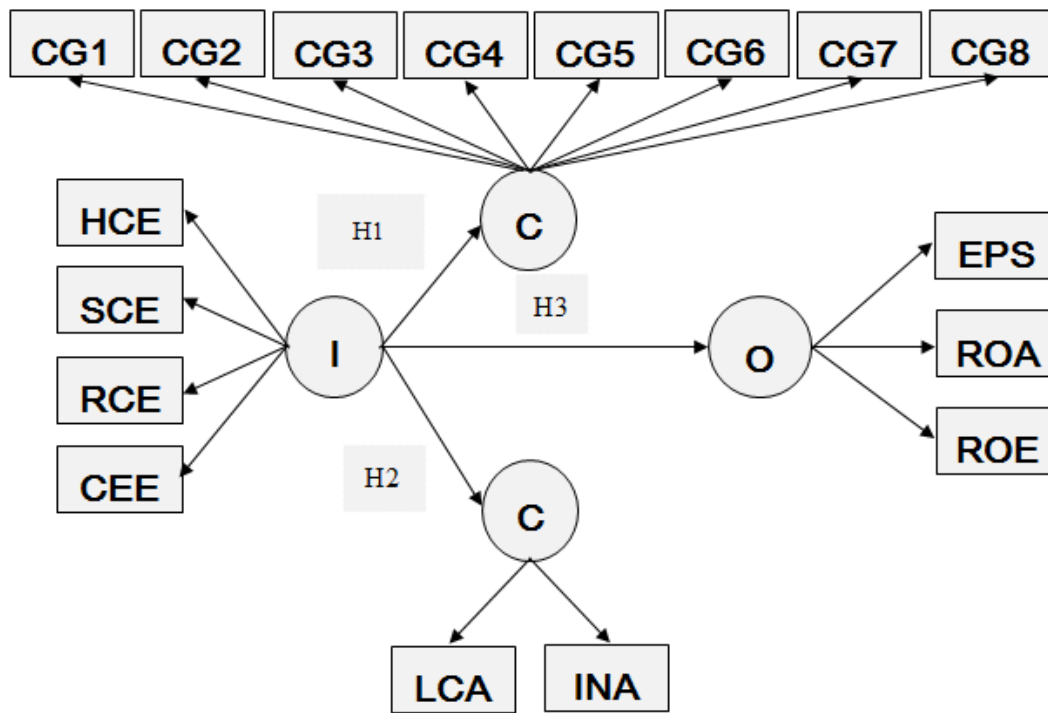 CG1 CG2 CG3 CG4 CG5 CG6 CG7 CG8
HCE
SCE
RCE
CEE
H1
C
H3
I
O
H2
C
EPS
ROA
ROE
LCA INA